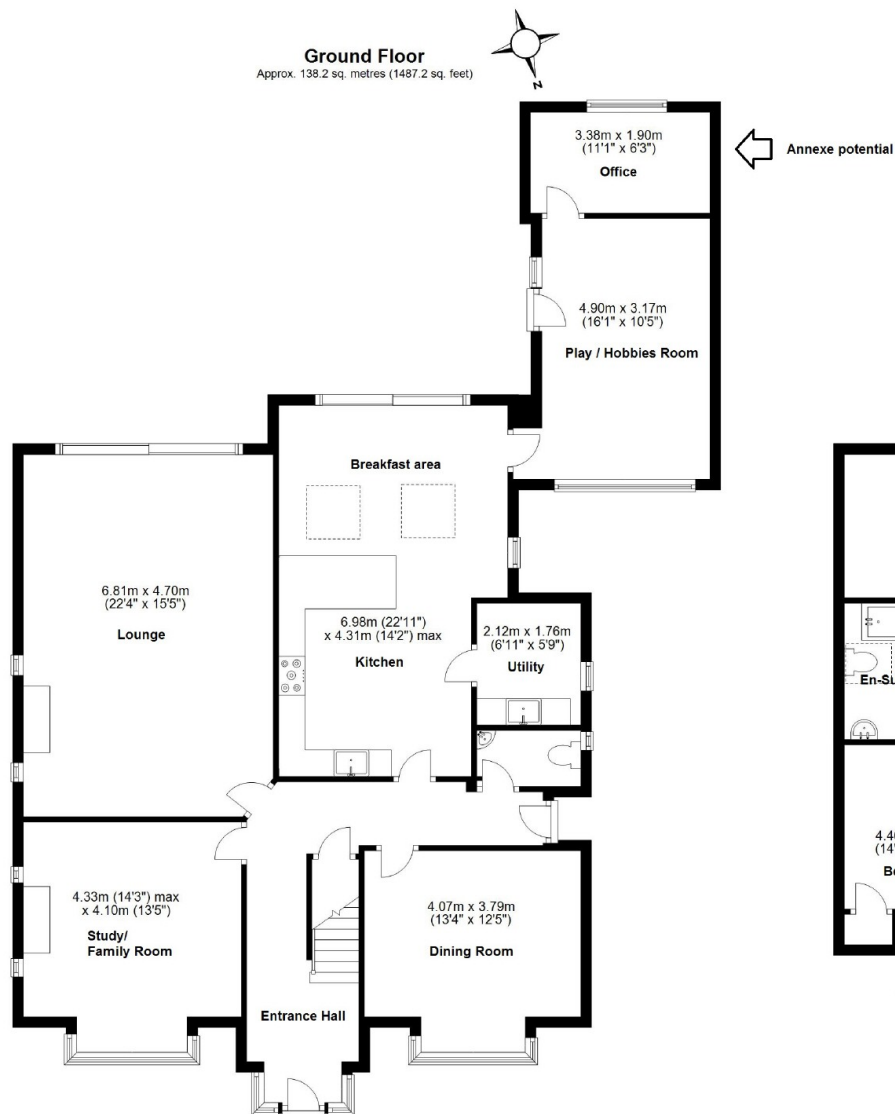 Ground Floor
Approx. 138.2 sq. metres (1487.2 sq. feet)
N
3.38m x 1.90m
(11'1" x 6'3")
Office
Annexe potential
4.90m x 3.17m
(16'1" x 10'5")
Play / Hobbies Room
Breakfast area
6.81m x 4.70m
(22'4" x 15'5")
Lounge
6.98m (22'11")
x 4.31m (14'2") max
Kitchen
2.12m x 1.76m
(6'11" x 5'9")
Utility
En-Su
4.33m (14'3") max
x 4.10m (13'5")
Study/
Family Room
4.07m x 3.79m
(13'4" x 12'5")
Dining Room
4.4
(14'
Be
Entrance Hall